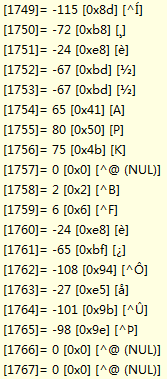 [1749]= -115 [0x8d] [^Í]
[1750]= -72 [0xb8] [¸]
[1751]= -24 [0xe8] [è]
[1752]= -67 [0xbd] [½]
[1753]= -67 [0xbd] [½]
[1754]= 65 [0x41] [A]
[1755]= 80 [0x50] [P]
[1756]= 75 [0x4b] [K]
[1757]= 0 [0x0] [^@ (NUL)]
[1758]= 2 [0x2] [^B]
[1759]= 6 [0x6] [^F]
[1760]= -24 [0xe8] [è]
[1761]= -65 [0xbf] [¿]
[1762]= -108 [0x94] [^Ô]
[1763]= -27 [0xe5] [å]
[1764]= -101 [0x9b] [^Û]
[1765]= -98 [0x9e] [^Þ]
[1766]= 0 [0x0] [^@ (NUL)]
[1767]= 0 [0x0] [^@ (NUL)]